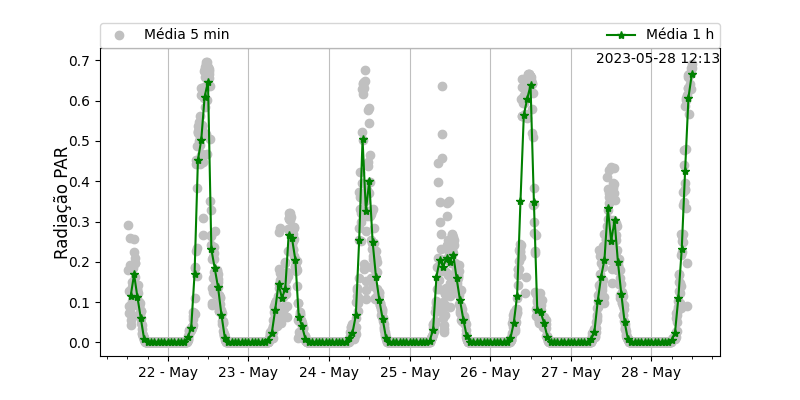 Média 5 min
Média 1 h
2023-05-28 12:13
Radiação PAR
0.7
0.6
0.5
0.4
0.3
0.2
0.1
0.0
22 - May
23 - May
24 - May
25 - May
26 - May
27 - May
28 - May